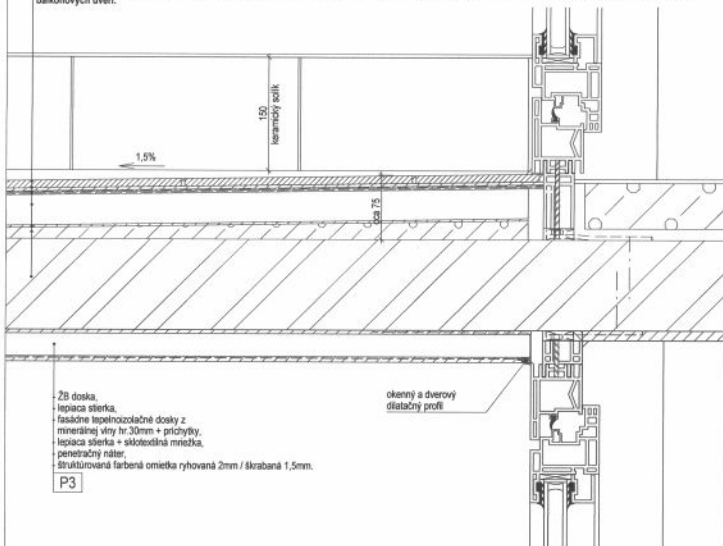 balkónových dverí.
150
keramický soklík
1,5%
cca 75
- ŽB doska,
- lepiaca stierka,
- fasádne tepelnoizolačné dosky z
minerálnej vlny hr.30mm + príchytky,
- lepiaca stierka + sklotextilná mriežka,
- penetračný náter,
- štruktúrovaná farbená omietka ryhovaná 2mm / škrabaná 1,5mm.
P3
okenný a dverový
dilatačný profil